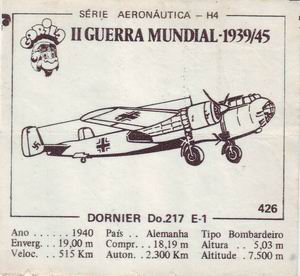 SÉRIE AERONÁUTICA – H4
GORILA
II GUERRA MUNDIAL-1939/45
426
DORNIER Do.217 E-1
Ano . . . . . . 1940 País . . Alemanha Tipo Bombardeiro
Enverg. . . 19,00 m Compr. . . 18,19 m Altura . . 5,03 m
Veloc. . . 515 Km Auton. . 2.300 Km Altitude . 7.500 m